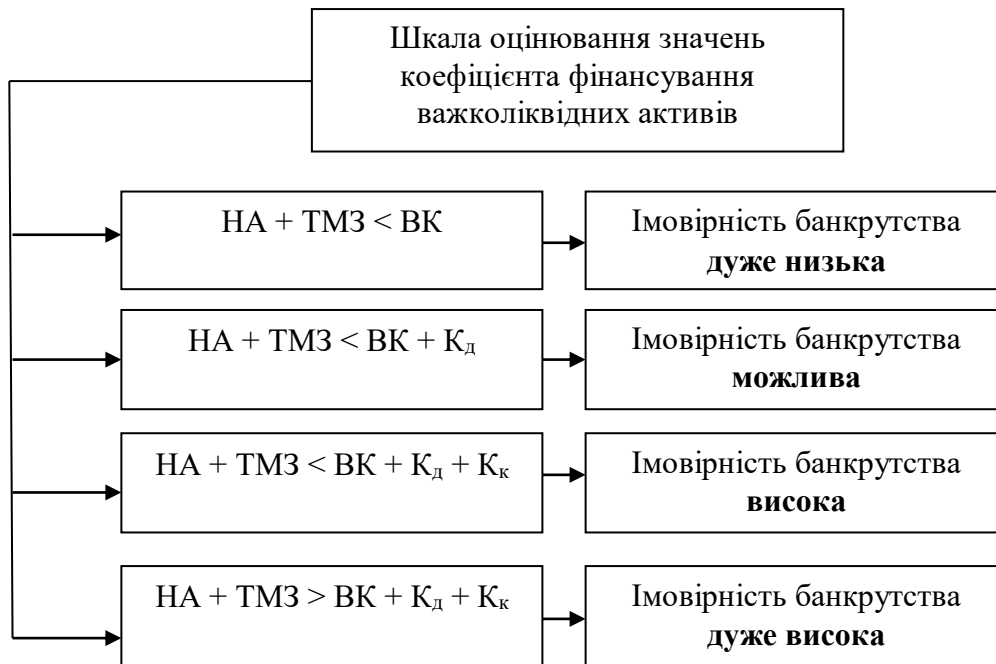 Шкала оцінювання значень
коефіцієнта фінансування
важколіквідних активів
НА + ТМЗ < ВК
Імовірність банкрутства
дуже низька
НА + ТМЗ < ВК + Кд
Імовірність банкрутства
можлива
НА + ТМЗ < ВК + Кд + Кк
Імовірність банкрутства
висока
НА + ТМЗ > ВК + Кд + Кк
Імовірність банкрутства
дуже висока